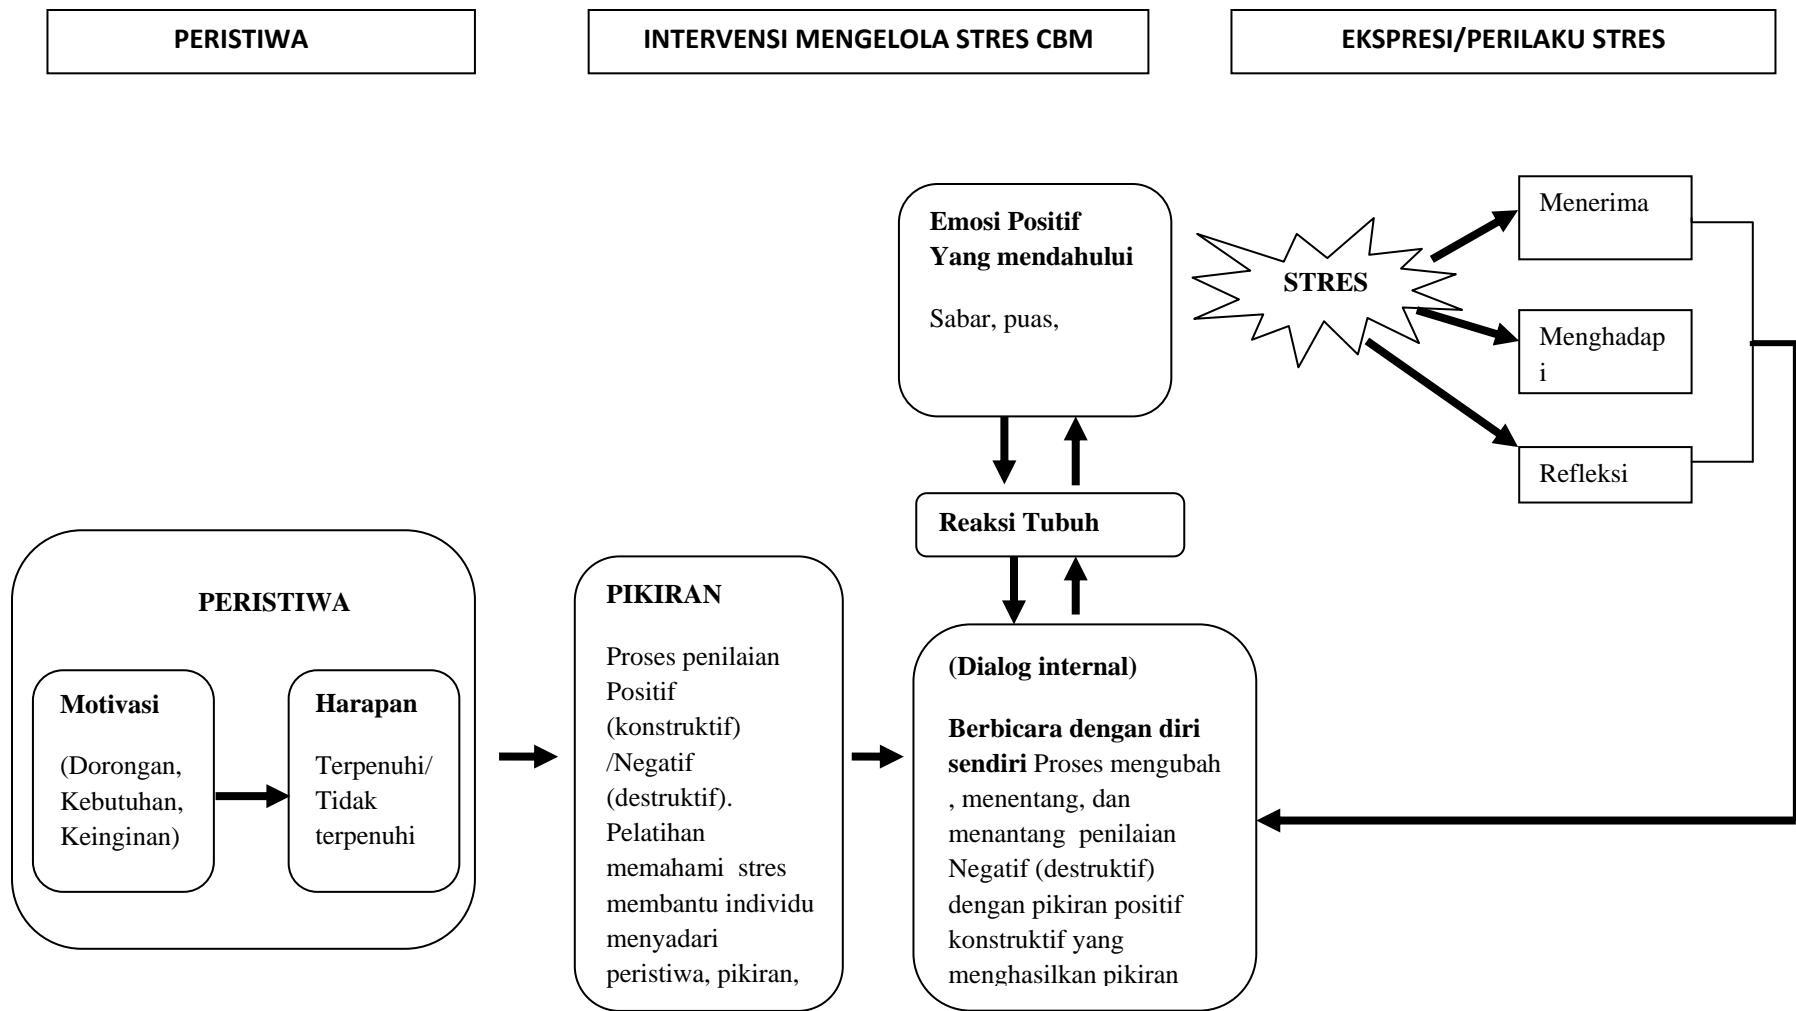 PERISTIWA
INTERVENSI MENGELOLA STRES CBM
EKSPRESI/PERILAKU STRES
Emosi Positif
Yang mendahului
Sabar, puas,
STRES
Menerima
Menghadap
i
Refleksi
Reaksi Tubuh
PERISTIWA
Motivasi
(Dorongan,
Kebutuhan,
Keinginan)
Harapan
Terpenuhi/
Tidak
terpenuhi
PIKIRAN
Proses penilaian
Positif
(konstruktif)
/Negatif
(destruktif).
Pelatihan
memahami stres
membantu individu
menyadari
peristiwa, pikiran,
(Dialog internal)
Berbicara dengan diri
sendiri Proses mengubah
, menentang, dan
menantang penilaian
Negatif (destruktif)
dengan pikiran positif
konstruktif yang
menghasilkan pikiran